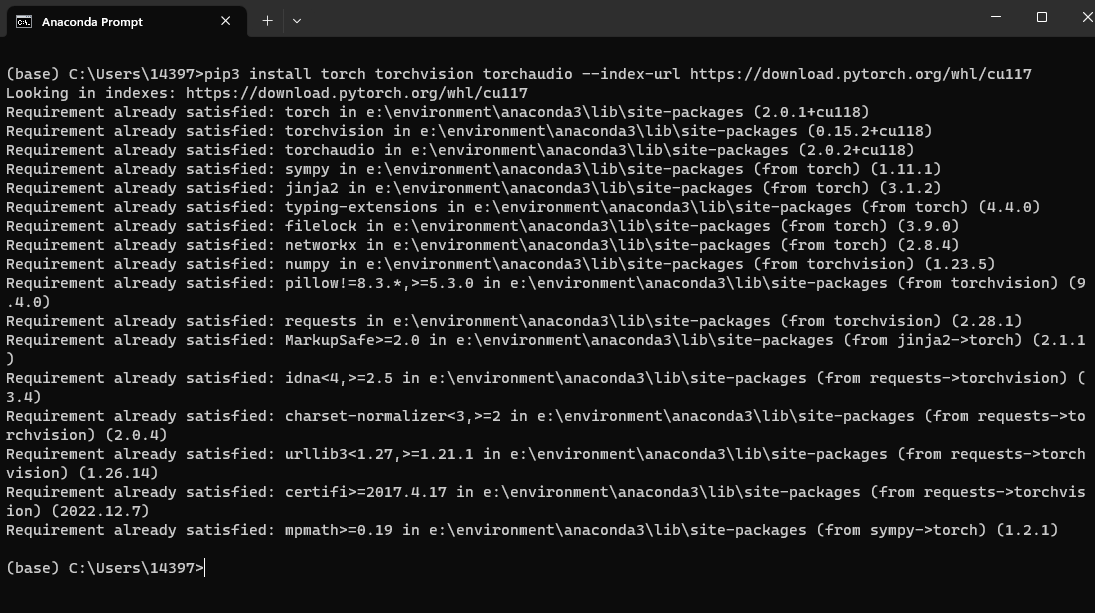 Anaconda Prompt
(base) C:\Users\14397>pip3 install torch torchvision torchaudio --index-url https://download.pytorch.org/whl/cu117
Looking in indexes: https://download.pytorch.org/whl/cu117
Requirement already satisfied: torch in e:\environment\anaconda3\lib\site-packages (2.0.1+cu118)
Requirement already satisfied: torchvision in e:\environment\anaconda3\lib\site-packages (0.15.2+cu118)
Requirement already satisfied: torchaudio in e:\environment\anaconda3\lib\site-packages (2.0.2+cu118)
Requirement already satisfied: sympy in e:\environment\anaconda3\lib\site-packages (from torch) (1.11.1)
Requirement already satisfied: jinja2 in e:\environment\anaconda3\lib\site-packages (from torch) (3.1.2)
Requirement already satisfied: typing-extensions in e:\environment\anaconda3\lib\site-packages (from torch) (4.4.0)
Requirement already satisfied: filelock in e:\environment\anaconda3\lib\site-packages (from torch) (3.9.0)
Requirement already satisfied: networkx in e:\environment\anaconda3\lib\site-packages (from torch) (2.8.4)
Requirement already satisfied: numpy in e:\environment\anaconda3\lib\site-packages (from torchvision) (1.23.5)
Requirement already satisfied: pillow!=8.3.*,>=5.3.0 in e:\environment\anaconda3\lib\site-packages (from torchvision) (9
.4.0)
Requirement already satisfied: requests in e:\environment\anaconda3\lib\site-packages (from torchvision) (2.28.1)
Requirement already satisfied: MarkupSafe>=2.0 in e:\environment\anaconda3\lib\site-packages (from jinja2->torch) (2.1.1
)
Requirement already satisfied: idna<4,>=2.5 in e:\environment\anaconda3\lib\site-packages (from requests->torchvision) (
3.4)
Requirement already satisfied: charset-normalizer<3,>=2 in e:\environment\anaconda3\lib\site-packages (from requests->to
rchvision) (2.0.4)
Requirement already satisfied: urllib3<1.27,>=1.21.1 in e:\environment\anaconda3\lib\site-packages (from requests->torch
vision) (1.26.14)
Requirement already satisfied: certifi>=2017.4.17 in e:\environment\anaconda3\lib\site-packages (from requests->torchvis
ion) (2022.12.7)
Requirement already satisfied: mpmath>=0.19 in e:\environment\anaconda3\lib\site-packages (from sympy->torch) (1.2.1)
(base) C:\Users\14397>